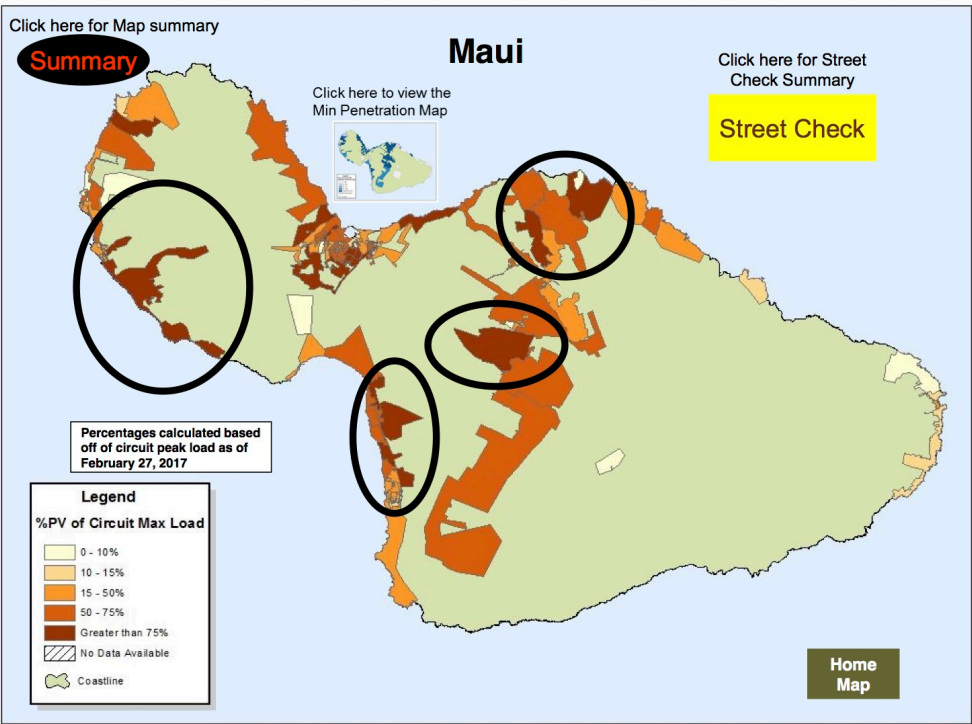 Click here for Map summary
Summary
Maui
Click here to view the
Min Penetration Map
Click here for Street
Check Summary
Street Check
Percentages calculated based
off of circuit peak load as of
February 27, 2017
Legend
%PV of Circuit Max Load
0 - 10%
10 - 15%
15 - 50%
50 - 75%
Greater than 75%
No Data Available
Coastline
Home
Map